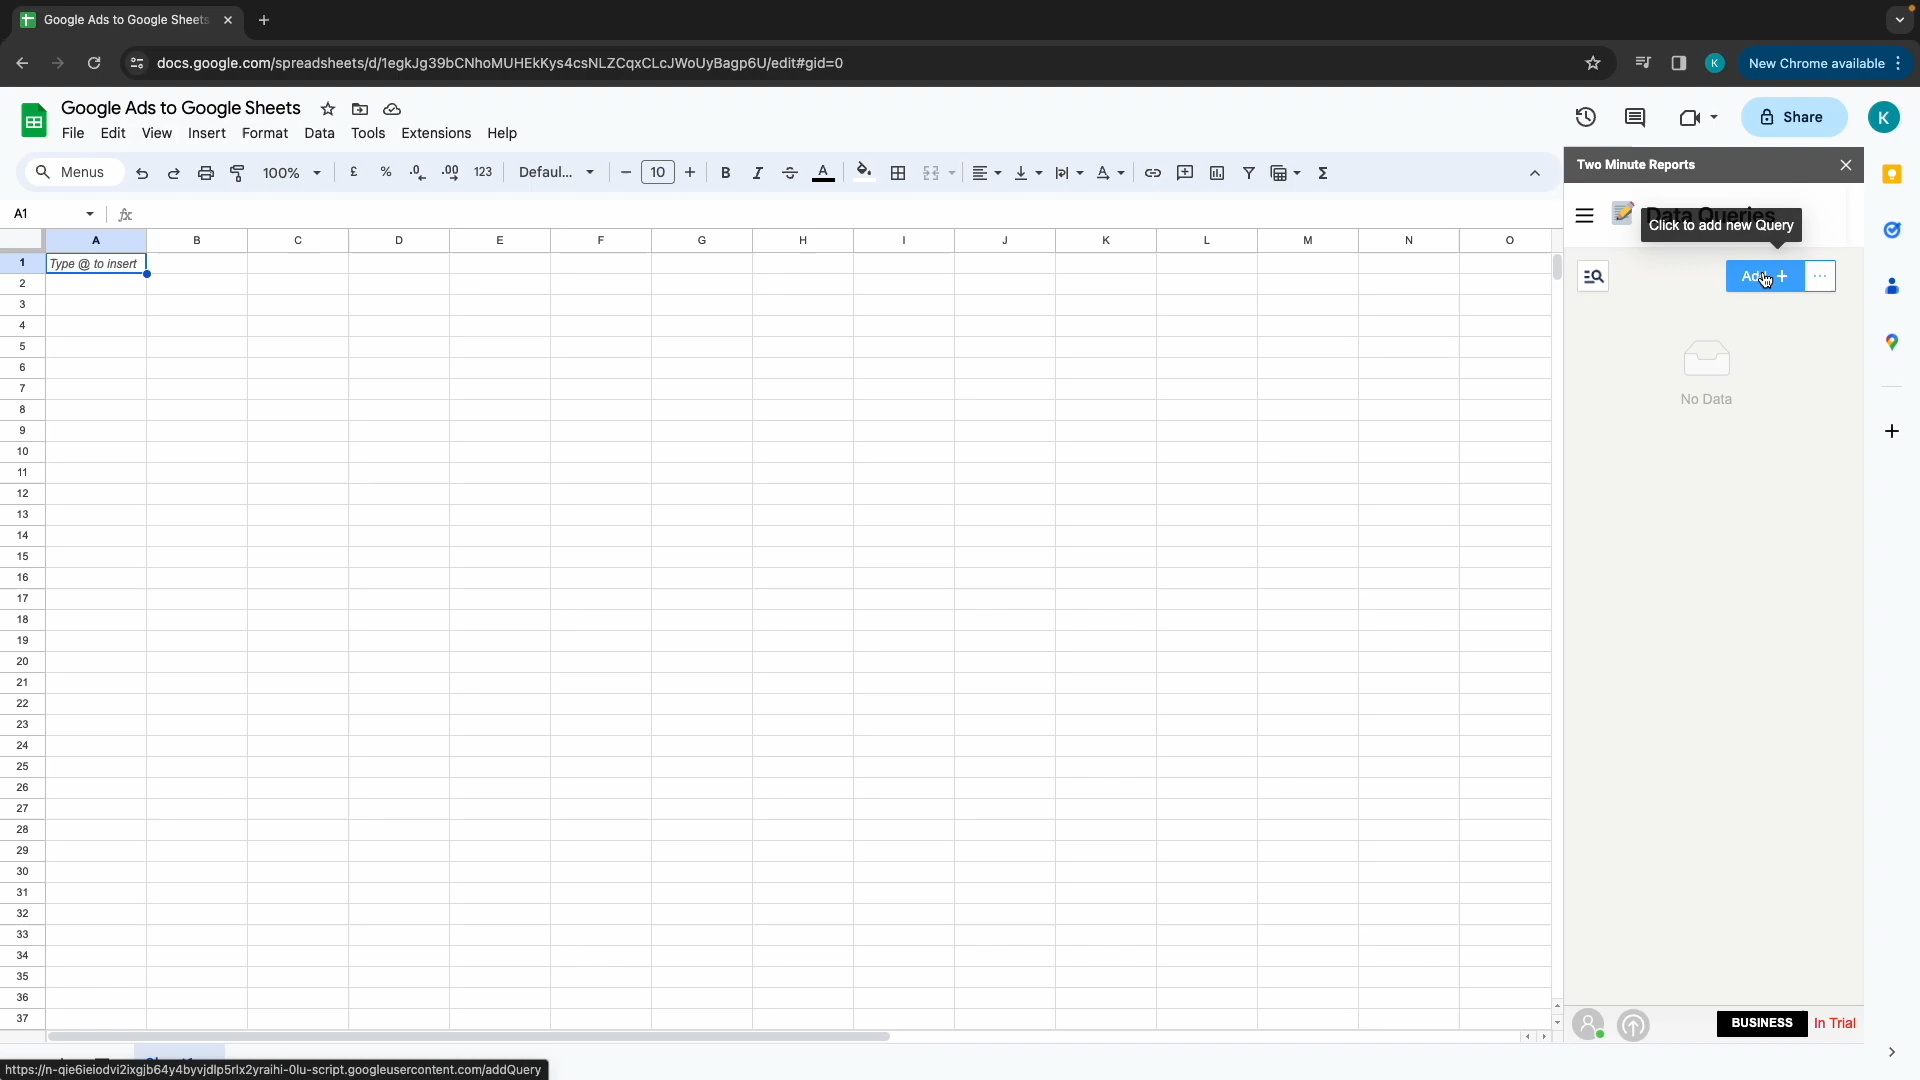 Google Ads to Google Sheets
docs.google.com/spreadsheets/d/1egkJg39bCNhoMUHEkKys4csNLZCqxCLcJWoUyBagp6U/edit#gid=0
K
New Chrome available
Google Ads to Google Sheets
File Edit View Insert Format Data Tools Extensions Help
Share
K
Menus
100%
£ % .0 .00 123
Defaul...
10
B I A
Two Minute Reports
A1
fx
Data Queries
Click to add new Query
A B C D E F G H I J K L M N O
Add +
1
Type @ to insert
2
3
4
5
6
7
8
9
10
11
12
13
14
15
16
17
18
19
20
21
22
23
24
25
26
27
28
29
30
31
32
33
34
35
36
37
No Data
BUSINESS In Trial
https://n-qie6ieiodvi2ixgjb64y4byvjdlp5rlx2yraihi-0lu-script.googleusercontent.com/addQuery